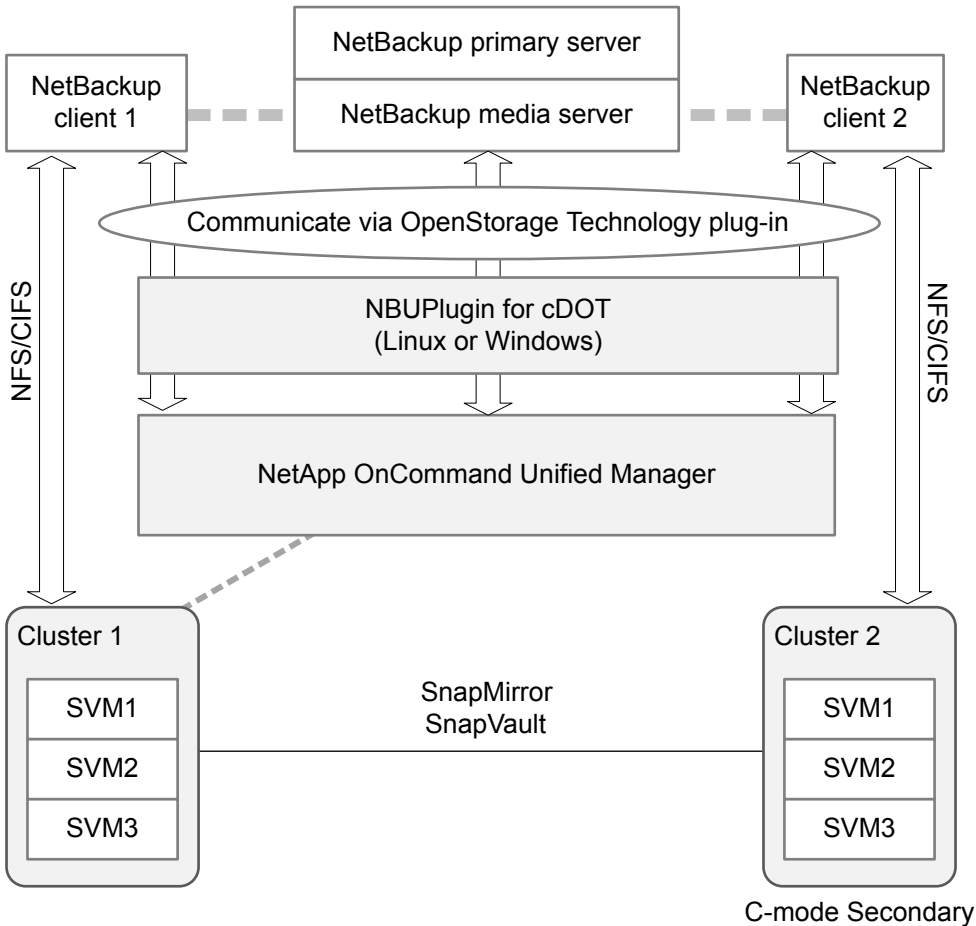 NetBackup primary server
NetBackup
client 1
NetBackup media server
NetBackup
client 2
Communicate via OpenStorage Technology plug-in
NFS/CIFS
NBUPlugin for cDOT
(Linux or Windows)
NFS/CIFS
NetApp OnCommand Unified Manager
Cluster 1
SVM1
SVM2
SVM3
SnapMirror
SnapVault
Cluster 2
SVM1
SVM2
SVM3
C-mode Secondary